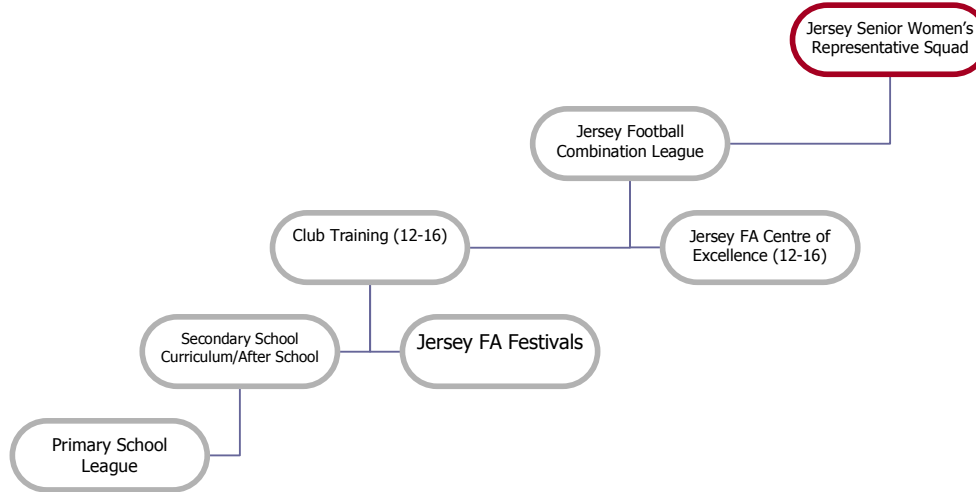 Jersey Senior Women's
Representative Squad
Jersey Football
Combination League
Club Training (12-16)
Jersey FA Centre of
Excellence (12-16)
Secondary School
Curriculum/After School
Jersey FA Festivals
Primary School
League